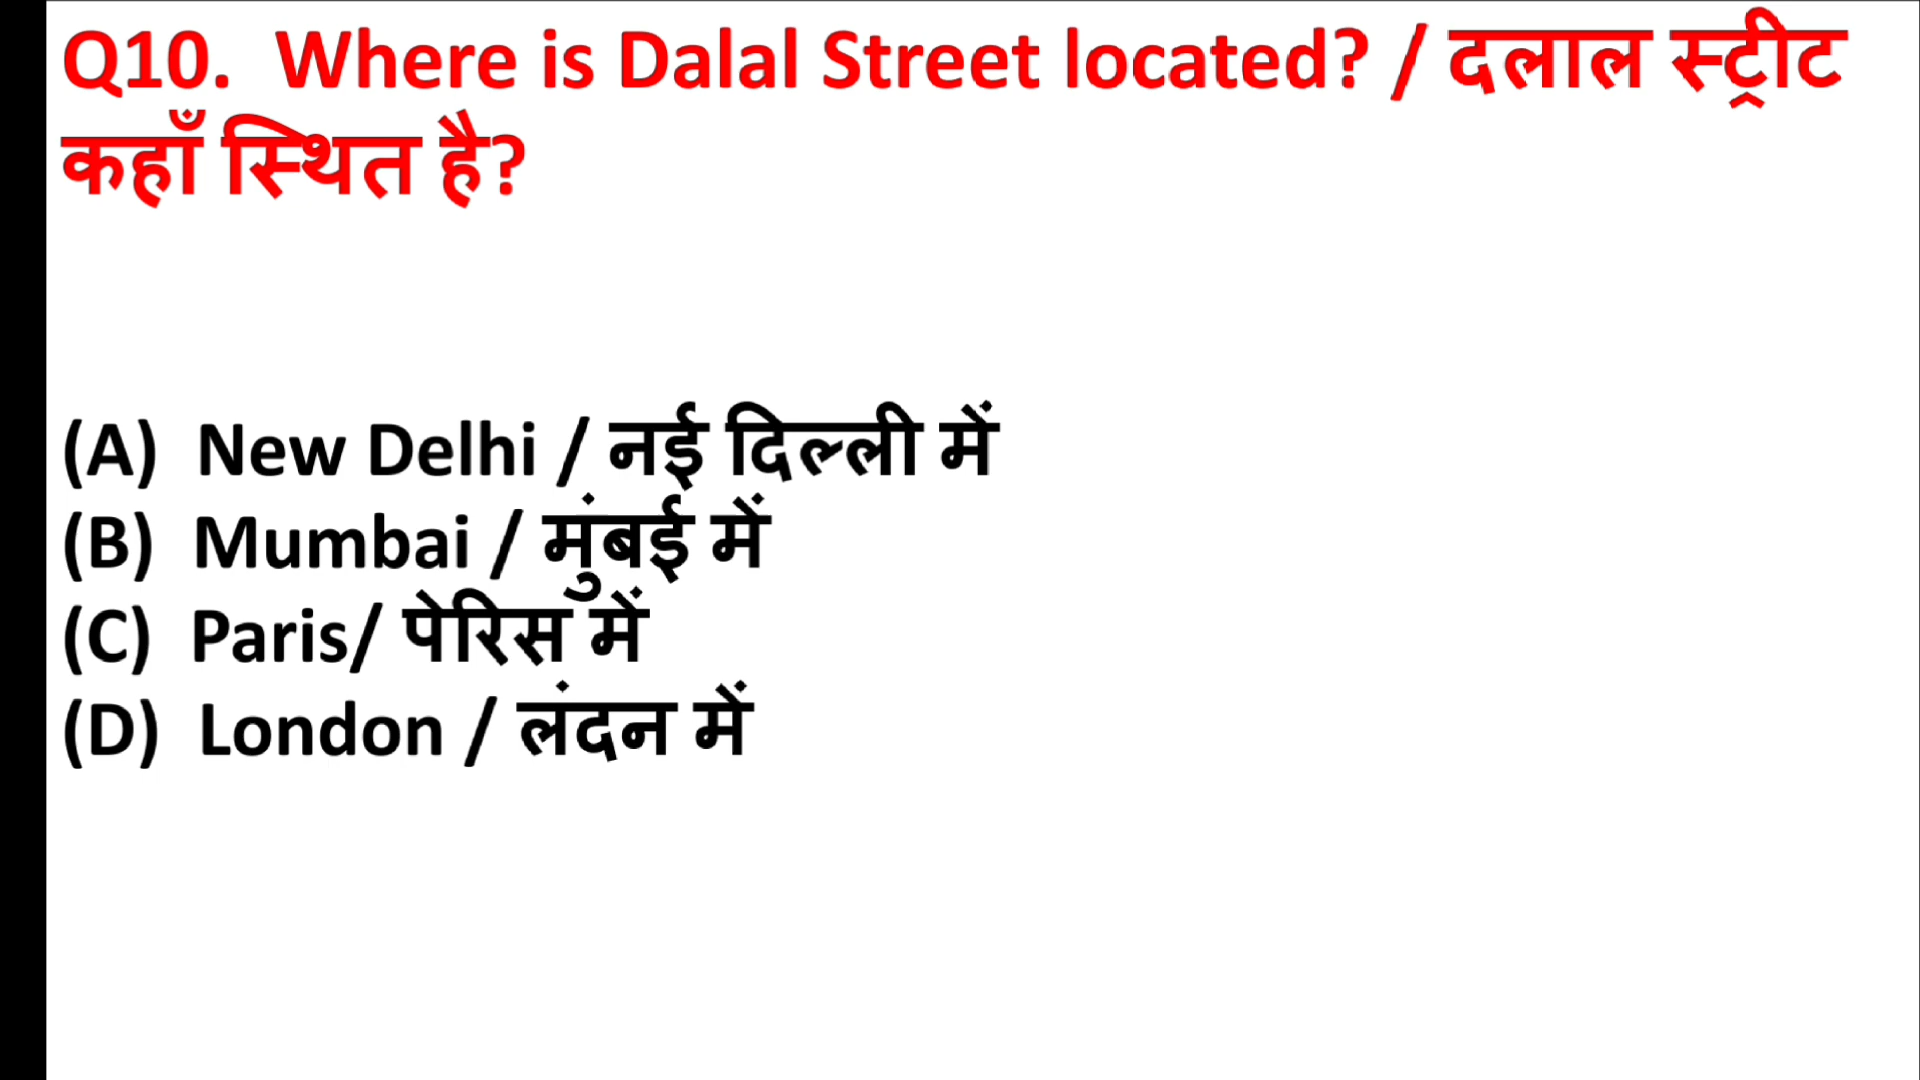 Q10. Where is Dalal Street located? / दलाल स्ट्रीट
कहाँ स्थित है?
(A) New Delhi / नई दिल्ली में
(B) Mumbai / मुंबई में
(C) Paris/ पेरिस में
(D) London / लंदन में